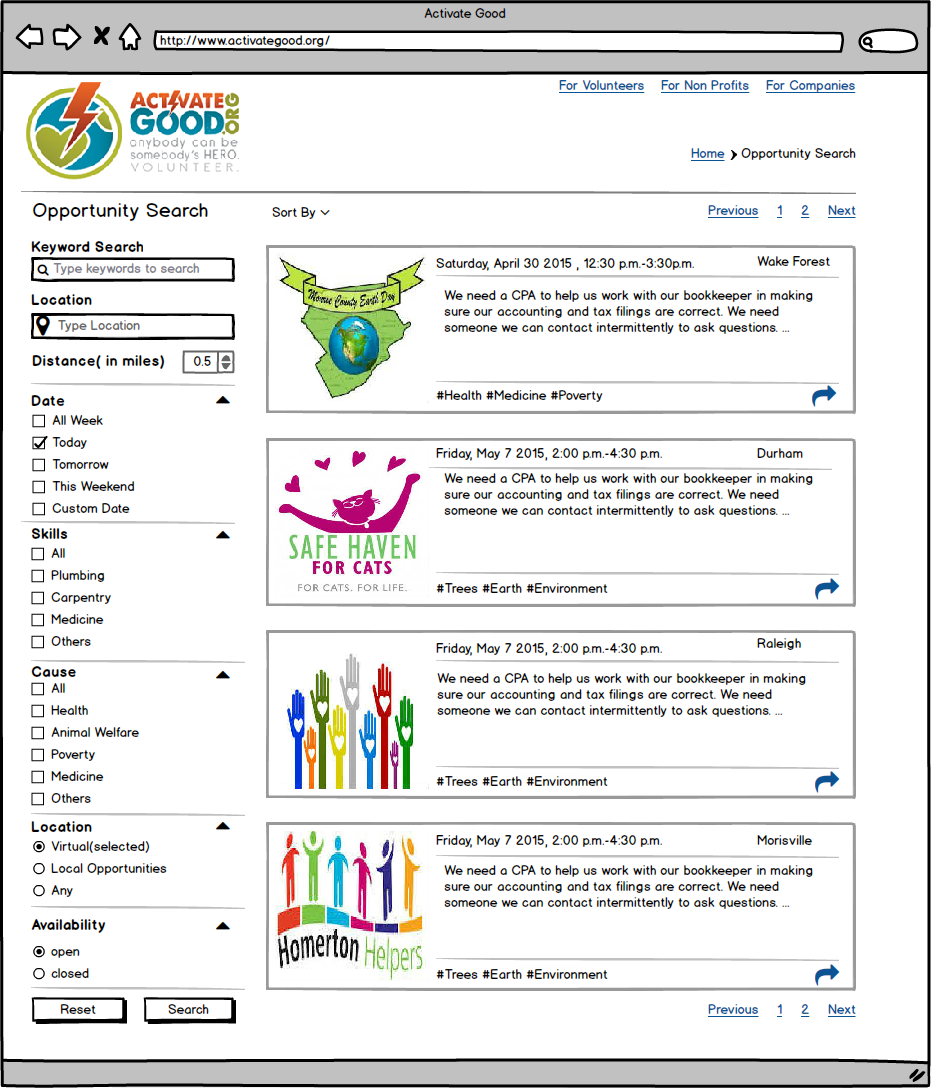 Activate Good
http://www.activategood.org/
ACTIVATE
GOOD.ORG
anybody can be
somebody's HERO.
VOLUNTEER.
For Volunteers For Non Profits For Companies
Home Opportunity Search
Opportunity Search
Sort By
Previous 1 2 Next
Keyword Search
Type keywords to search
Location
Type Location
Distance( in miles) 0.5
Date
All Week
Today
Tomorrow
This Weekend
Custom Date
Skills
All
Plumbing
Carpentry
Medicine
Others
Cause
All
Health
Animal Welfare
Poverty
Medicine
Others
Location
Virtual(selected)
Local Opportunities
Any
Availability
open
closed
Reset Search
Monroe County Earth Day
Saturday, April 30 2015 , 12:30 p.m.-3:30p.m. Wake Forest
We need a CPA to help us work with our bookkeeper in making
sure our accounting and tax filings are correct. We need
someone we can contact intermittently to ask questions. ...
#Health #Medicine #Poverty
SAFE HAVEN
FOR CATS
FOR CATS. FOR LIFE.
Friday, May 7 2015, 2:00 p.m.-4:30 p.m. Durham
We need a CPA to help us work with our bookkeeper in making
sure our accounting and tax filings are correct. We need
someone we can contact intermittently to ask questions. ...
#Trees #Earth #Environment
Friday, May 7 2015, 2:00 p.m.-4:30 p.m. Raleigh
We need a CPA to help us work with our bookkeeper in making
sure our accounting and tax filings are correct. We need
someone we can contact intermittently to ask questions. ...
#Trees #Earth #Environment
Homerton Helpers
Friday, May 7 2015, 2:00 p.m.-4:30 p.m. Morisville
We need a CPA to help us work with our bookkeeper in making
sure our accounting and tax filings are correct. We need
someone we can contact intermittently to ask questions. ...
#Trees #Earth #Environment
Previous 1 2 Next